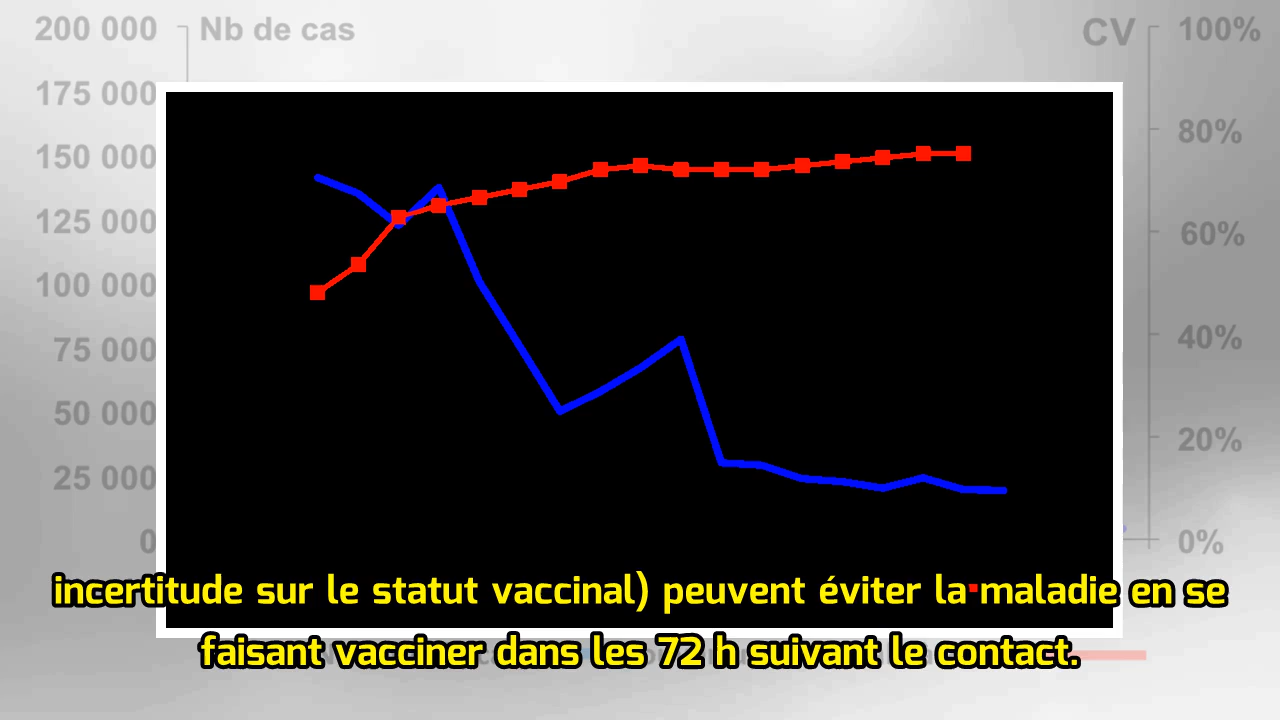 200 000 Nb de cas CV 100%
175 000
150 000 80%
125 000 60%
100 000
75 000 40%
50 000
25 000 20%
0 0%
incertitude sur le statut vaccinal) peuvent éviter la maladie en se
faisant vacciner dans les 72 h suivant le contact.